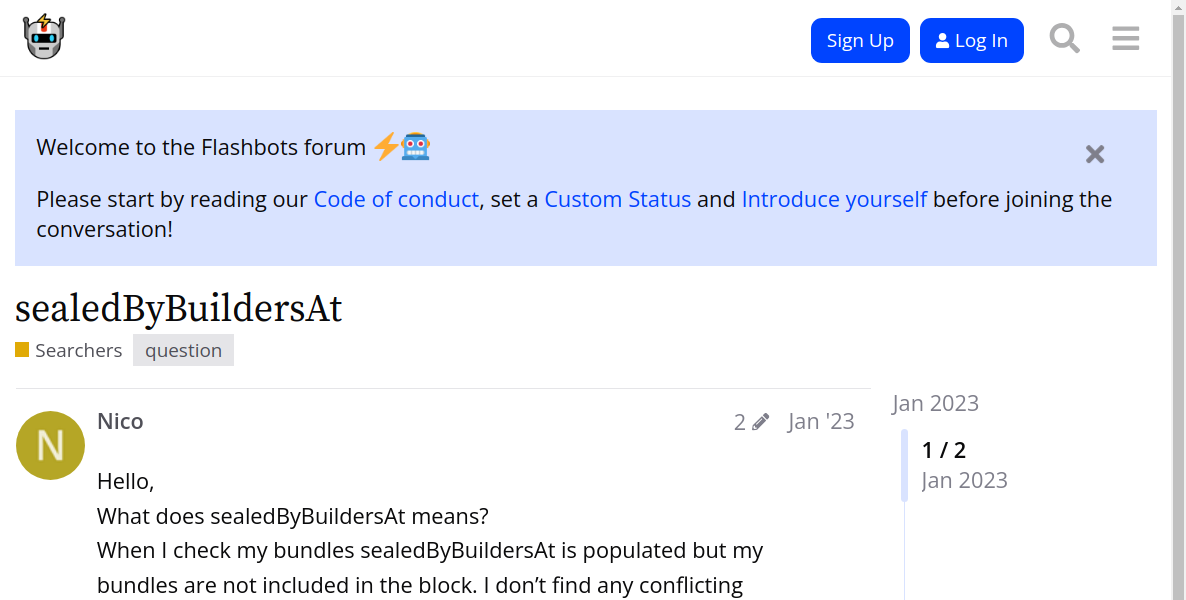 Sign Up
Log In
Welcome to the Flashbots forum
Please start by reading our Code of conduct, set a Custom Status and Introduce yourself before joining the
conversation!
sealedByBuildersAt
Searchers question
Jan 2023
N
Nico 2 Jan '23
1 / 2
Jan 2023
Hello,
What does sealedByBuildersAt means?
When I check my bundles sealedByBuildersAt is populated but my
bundles are not included in the block. I don’t find any conflicting